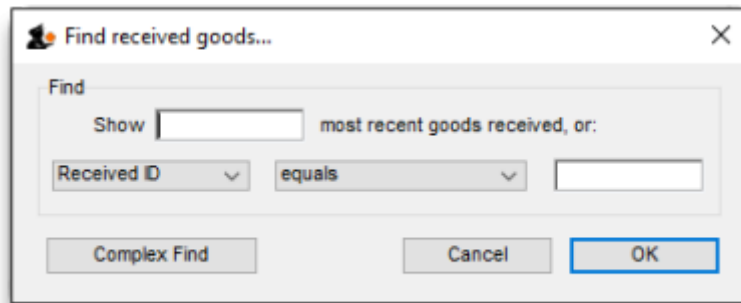 Find received goods...
Find
Show most recent goods received, or:
Received ID equals
Complex Find Cancel OK